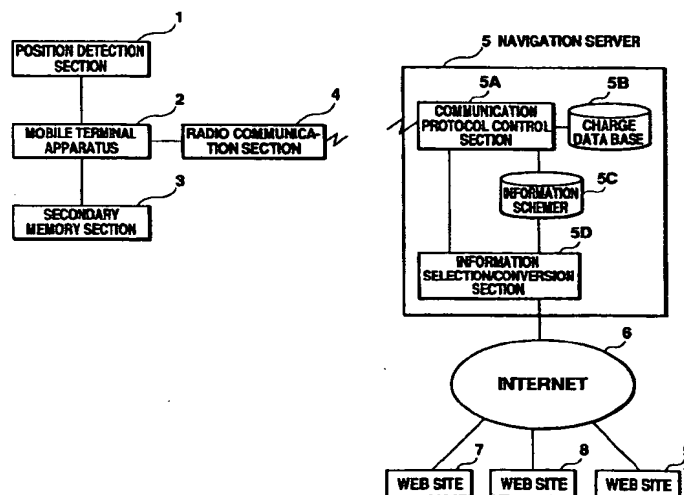 1
POSITION DETECTION
SECTION
2
MOBILE TERMINAL
APPARATUS
4
RADIO COMMUNICA-
TION SECTION
3
SECONDARY
MEMORY SECTION
5 NAVIGATION SERVER
5A
COMMUNICATION
PROTOCOL CONTROL
SECTION
5B
CHARGE
DATA BASE
5C
INFORMATION
SCHEMER
5D
INFORMATION
SELECTION/CONVERSION
SECTION
6
INTERNET
7
WEB SITE
8
WEB SITE
WEB SITE